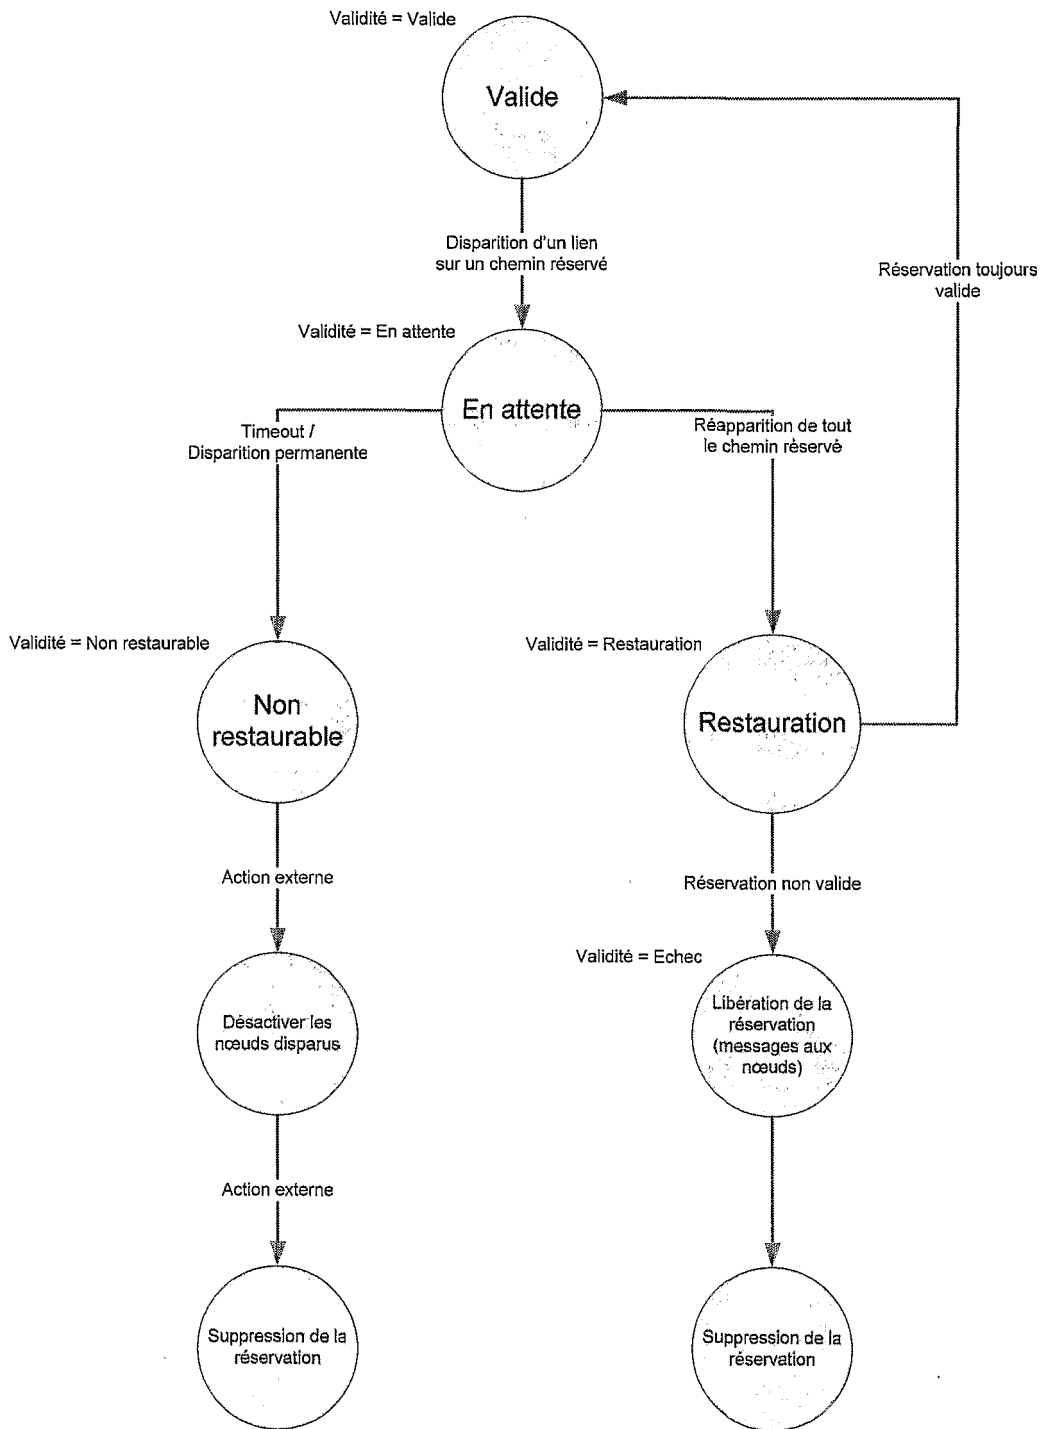 Validité = Valide
Valide
Disparition d'un lien
sur un chemin réservé
Réservation toujours
valide
Validité = En attente
En attente
Timeout /
Disparition permanente
Réapparition de tout
le chemin réservé
Validité = Non restaurable
Non
restaurable
Validité = Restauration
Restauration
Action externe
Réservation non valide
Validité = Echec
Désactiver les
nœuds disparus
Libération de la
réservation
(messages aux
nœuds)
Action externe
Suppression de la
réservation
Suppression de la
réservation